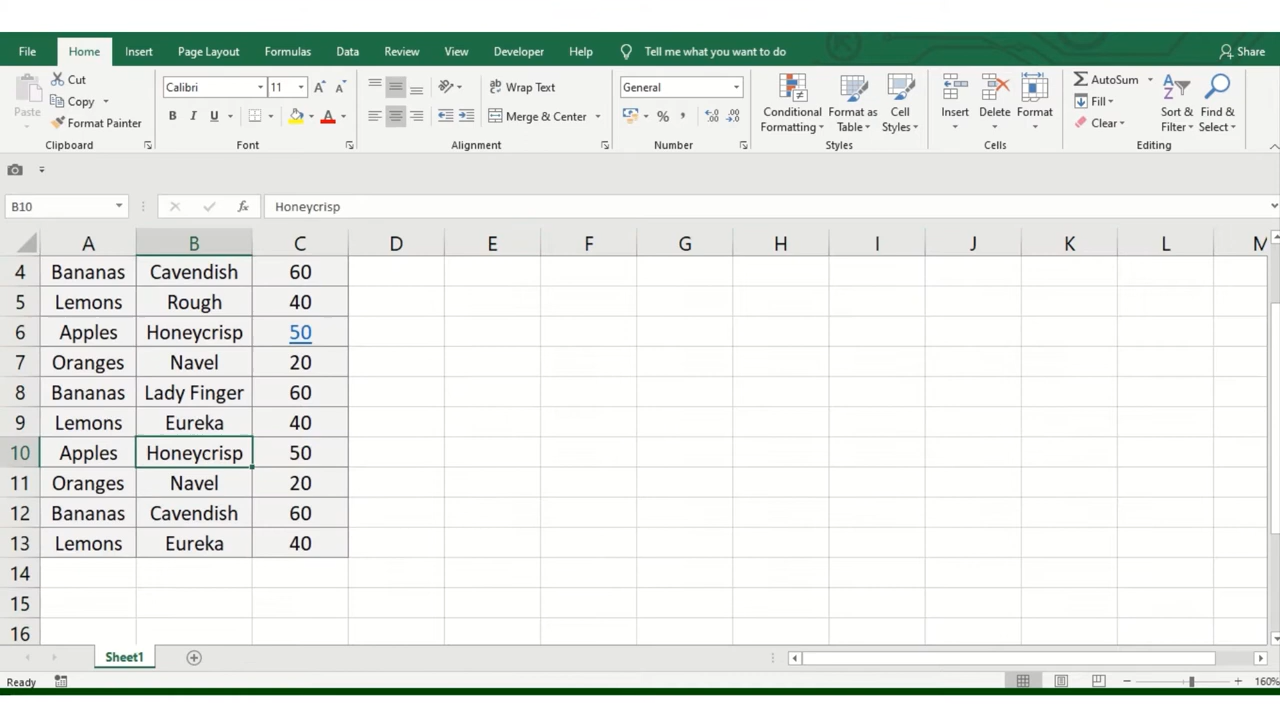 File Home Insert Page Layout Formulas Data Review View Developer Help Tell me what you want to do Share
Paste Cut Copy Format Painter
Clipboard
Calibri 11 A A
B I U A
Font
Wrap Text
Merge & Center
Alignment
General
% ,
Number
Conditional Formatting Format as Table Cell Styles
Styles
Insert Delete Format
Cells
AutoSum Fill Clear Sort & Filter Find & Select
Editing
B10 fx Honeycrisp
A B C D E F G H I J K L M
4 Bananas Cavendish 60
5 Lemons Rough 40
6 Apples Honeycrisp 50
7 Oranges Navel 20
8 Bananas Lady Finger 60
9 Lemons Eureka 40
10 Apples Honeycrisp 50
11 Oranges Navel 20
12 Bananas Cavendish 60
13 Lemons Eureka 40
14
15
16
Sheet1
Ready 160%